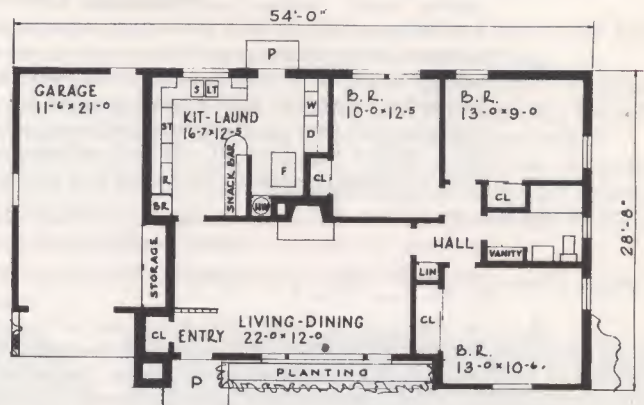 54'-0"
P
GARAGE
11-6 x 21-0
S LT
W
D
ST
KIT-LAUND
16-7 x 12-5
SNACK BAR
R
BR.
F
HW
B.R.
10-0 x 12-5
CL
B.R.
13-0 x 9-0
CL
28'-8"
HALL
VANITY
LIN
STORAGE
CL
ENTRY
LIVING-DINING
22-0 x 12-0
CL
B.R.
13-0 x 10-6
P
PLANTING